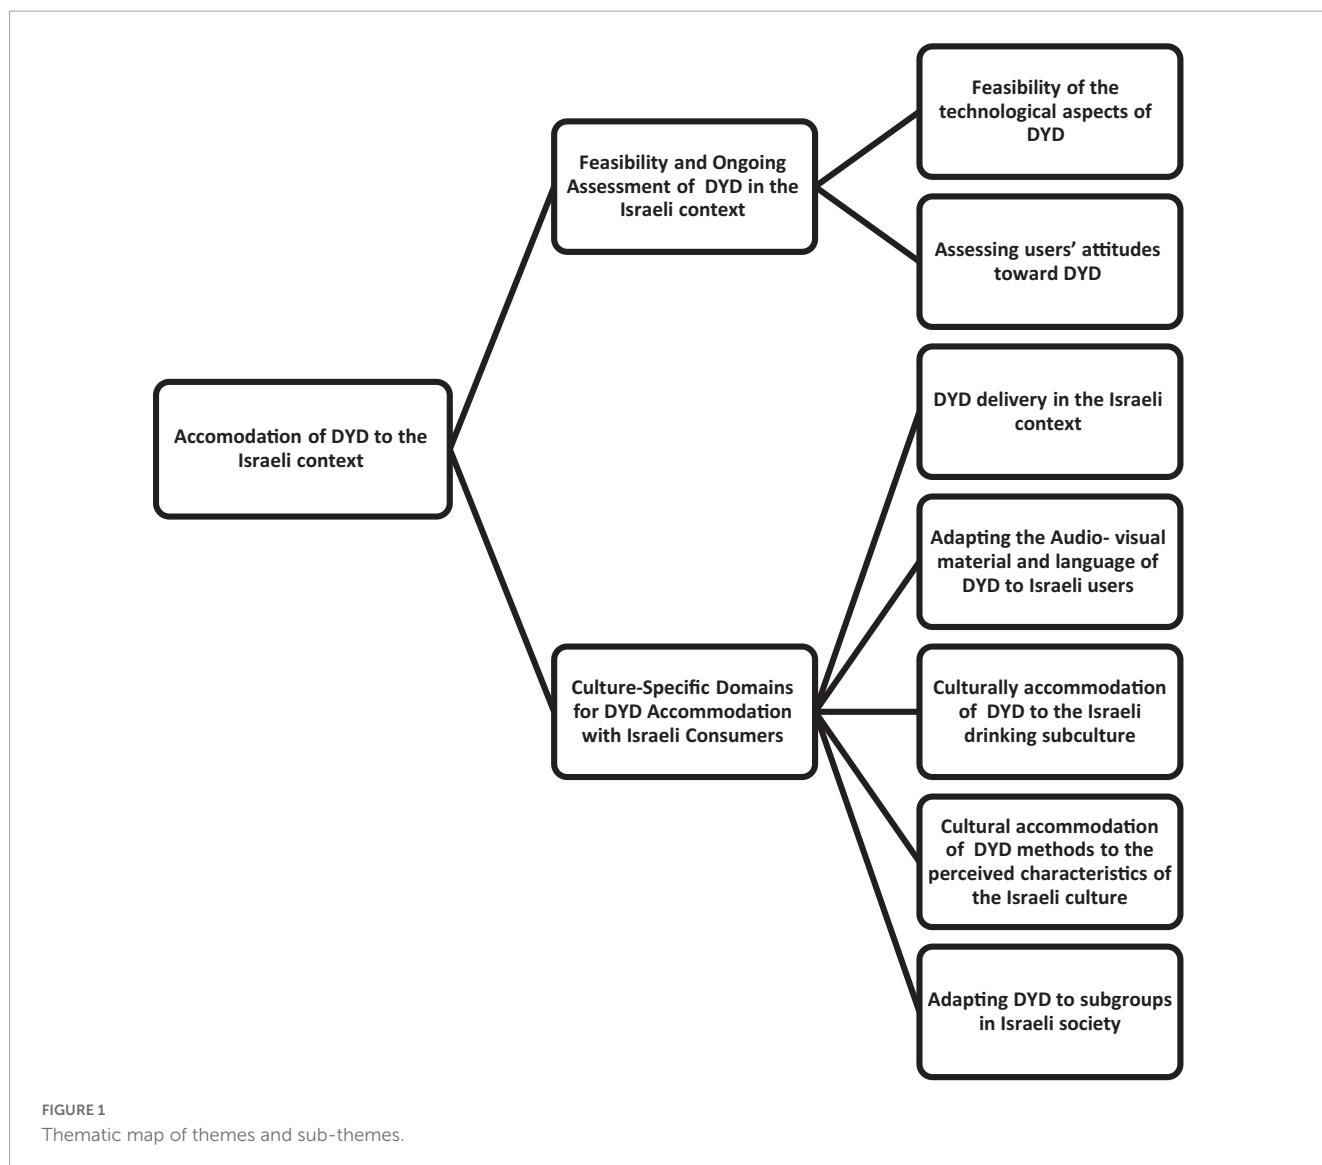 Accomodation of DYD to the
Israeli context
Feasibility and Ongoing
Assessment of DYD in the
Israeli context
Feasibility of the
technological aspects of
DYD
Assessing users’ attitudes
toward DYD
Culture-Specific Domains
for DYD Accommodation
with Israeli Consumers
DYD delivery in the Israeli
context
Adapting the Audio- visual
material and language of
DYD to Israeli users
Culturally accommodation
of DYD to the Israeli
drinking subculture
Cultural accommodation
of DYD methods to the
perceived characteristics of
the Israeli culture
Adapting DYD to subgroups
in Israeli society
FIGURE 1
Thematic map of themes and sub-themes.